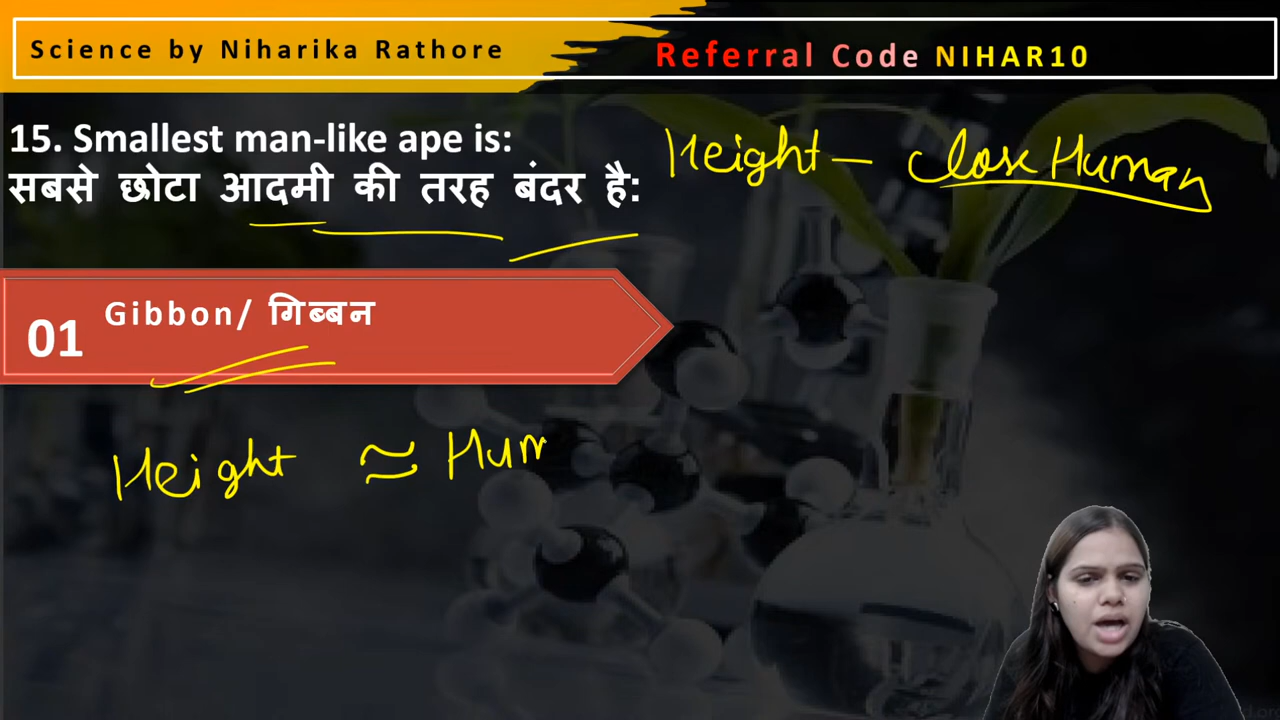 Science by Niharika Rathore
Referral Code NIHAR10
15. Smallest man-like ape is:
सबसे छोटा आदमी की तरह बंदर है:
Height — Close Human
01 Gibbon/ गिब्बन
Height ≈ Hum